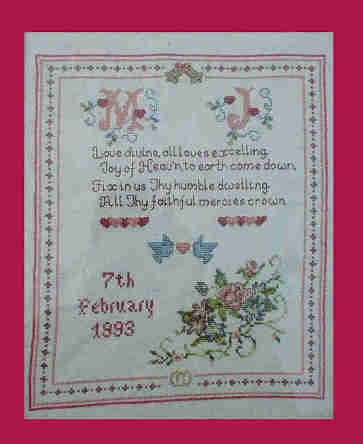 M J
Love divine, all loves excelling,
Joy of Heav'n to earth come down,
Fix in us Thy humble dwelling
All Thy faithful mercies crown
7th
February
1993